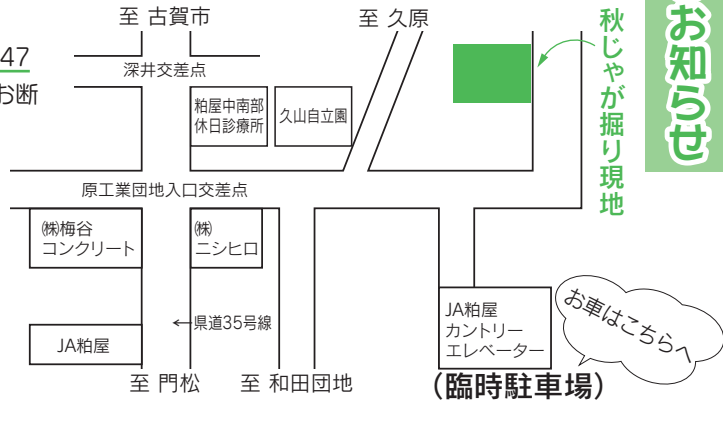 至 古賀市
至 久原
お知らせ
秋じゃが掘り現地
47
お断
深井交差点
粕屋中南部
休日診療所
久山自立園
原工業団地入口交差点
㈱梅谷
コンクリート
㈱
ニシヒロ
←県道35号線
JA粕屋
JA粕屋
カントリー
エレベーター
お車はこちらへ
至 門松
至 和田団地
（臨時駐車場）